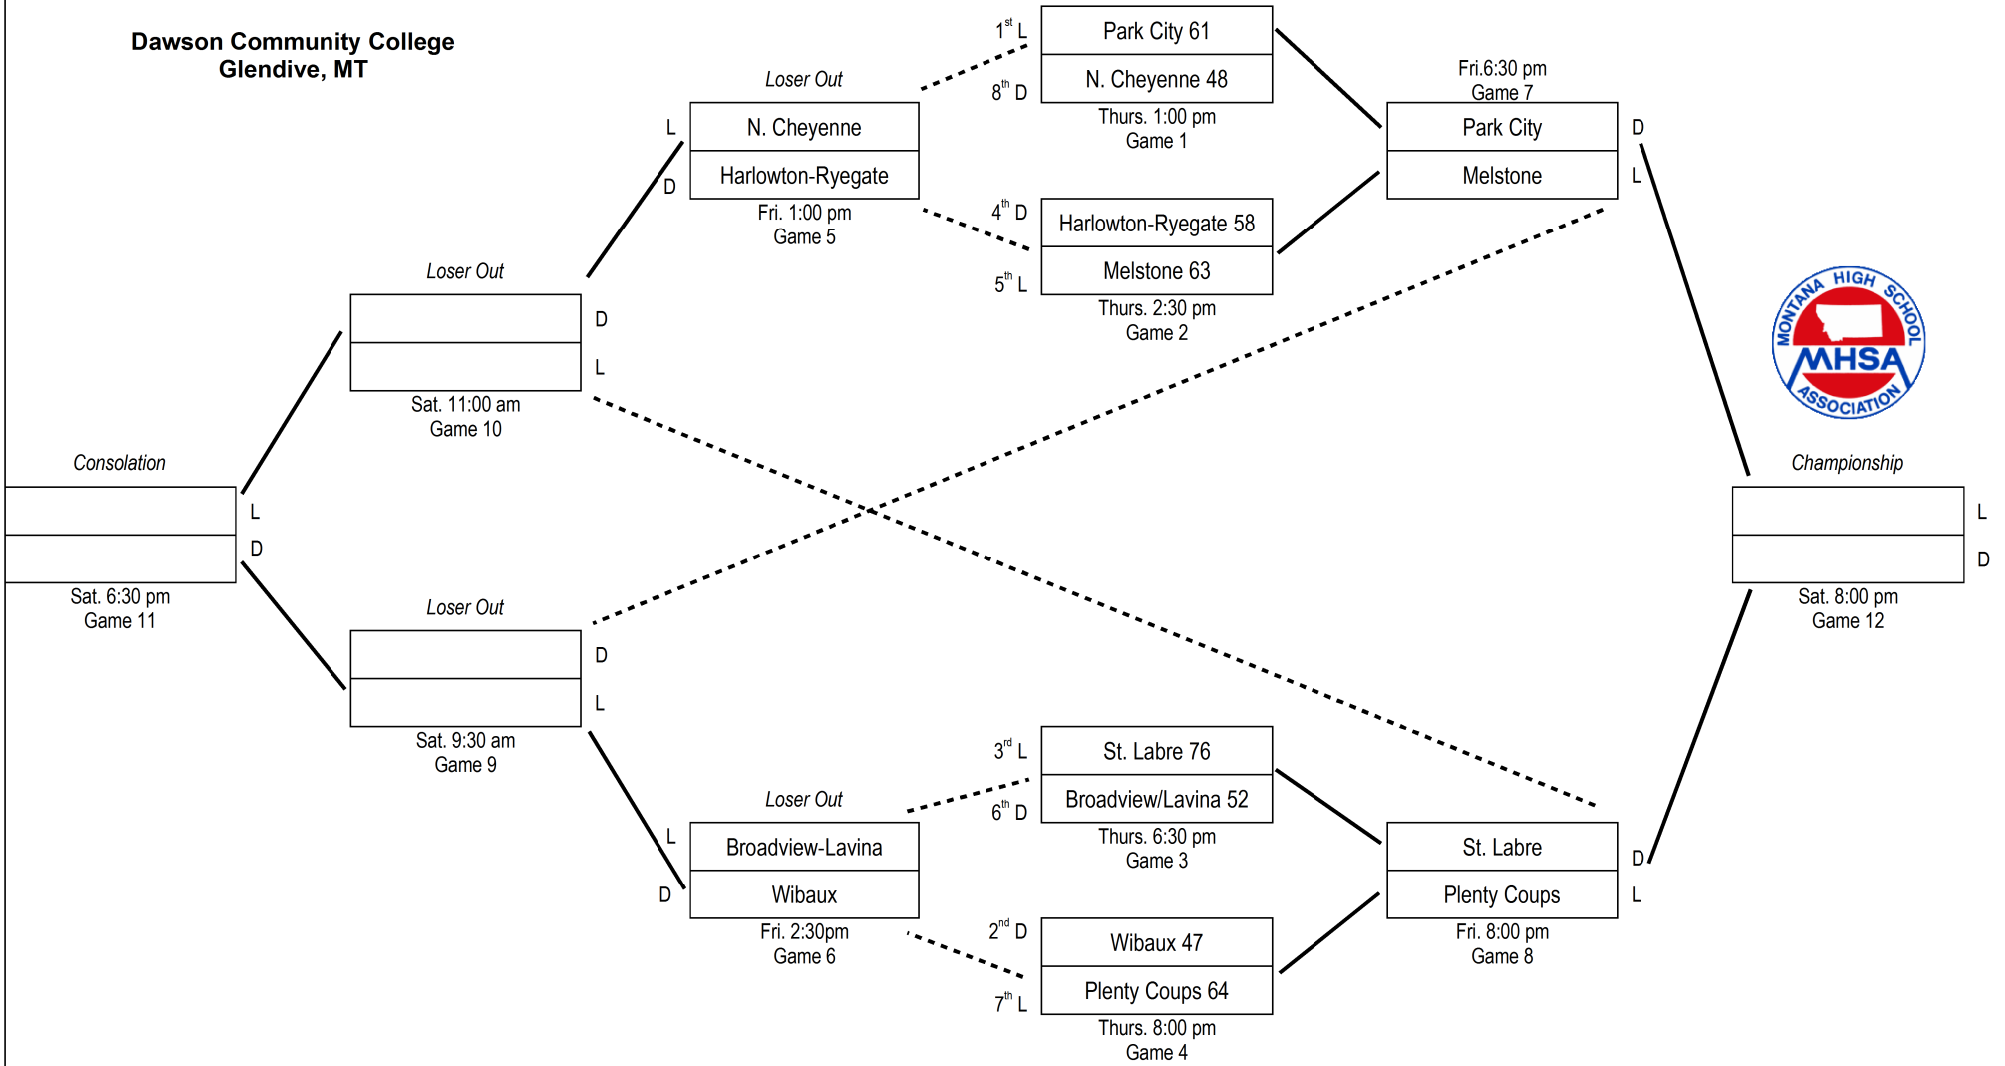 Dawson Community College
Glendive, MT
1st L
Park City 61
8th D
N. Cheyenne 48
Thurs. 1:00 pm
Game 1
Loser Out
L
N. Cheyenne
D
Harlowton-Ryegate
Fri. 1:00 pm
Game 5
4th D
Harlowton-Ryegate 58
5th L
Melstone 63
Thurs. 2:30 pm
Game 2
Fri.6:30 pm
Game 7
Park City
D
Melstone
L
Loser Out
D
L
Sat. 11:00 am
Game 10
MONTANA HIGH SCHOOL
MHSA
ASSOCIATION
Consolation
L
D
Sat. 6:30 pm
Game 11
Championship
L
D
Sat. 8:00 pm
Game 12
Loser Out
D
L
Sat. 9:30 am
Game 9
3rd L
St. Labre 76
6th D
Broadview/Lavina 52
Thurs. 6:30 pm
Game 3
Loser Out
L
Broadview-Lavina
D
Wibaux
Fri. 2:30pm
Game 6
St. Labre
D
Plenty Coups
L
Fri. 8:00 pm
Game 8
2nd D
Wibaux 47
7th L
Plenty Coups 64
Thurs. 8:00 pm
Game 4